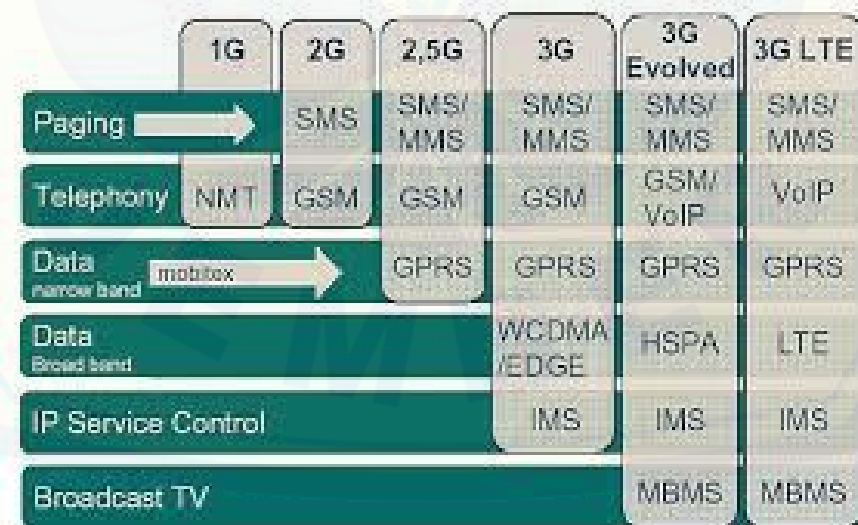 1G 2G 2,5G 3G 3G Evolved 3G LTE
Paging SMS SMS/MMS SMS/MMS SMS/MMS SMS/MMS
Telephony NMT GSM GSM GSM GSM/VoIP VoIP
Data narrow band mobitex GPRS GPRS GPRS GPRS
Data Broad band WCDMA/EDGE HSPA LTE
IP Service Control IMS IMS IMS
Broadcast TV MBMS MBMS